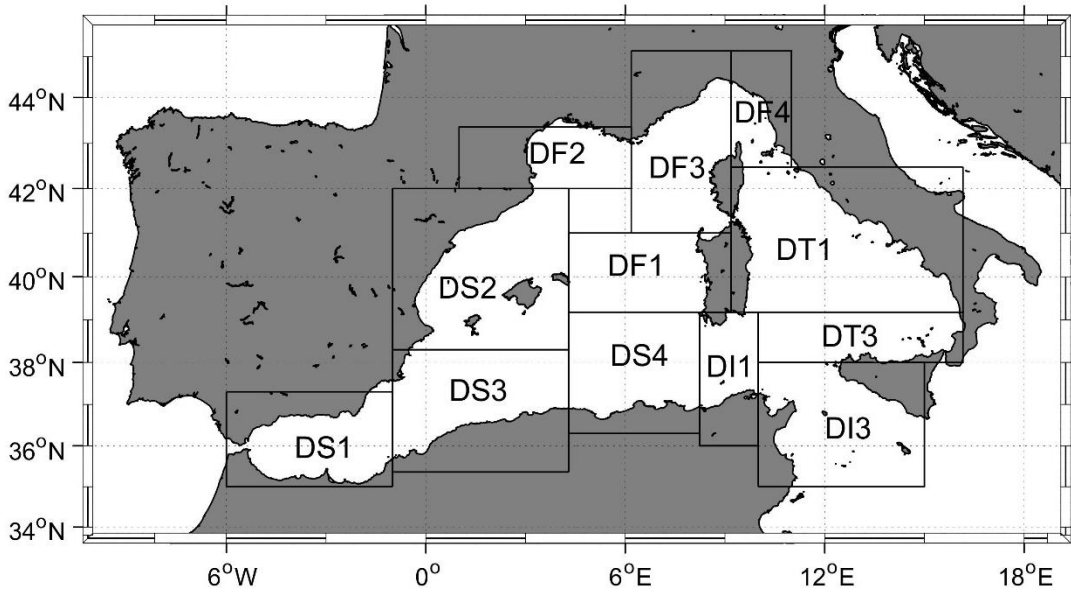 44°N
DF4
DF2
DF3
42°N
DT1
DF1
40°N
DS2
DT3
38°N
DS4
DI1
DS3
DI3
36°N
DS1
34°N
6°W
0°
6°E
12°E
18°E